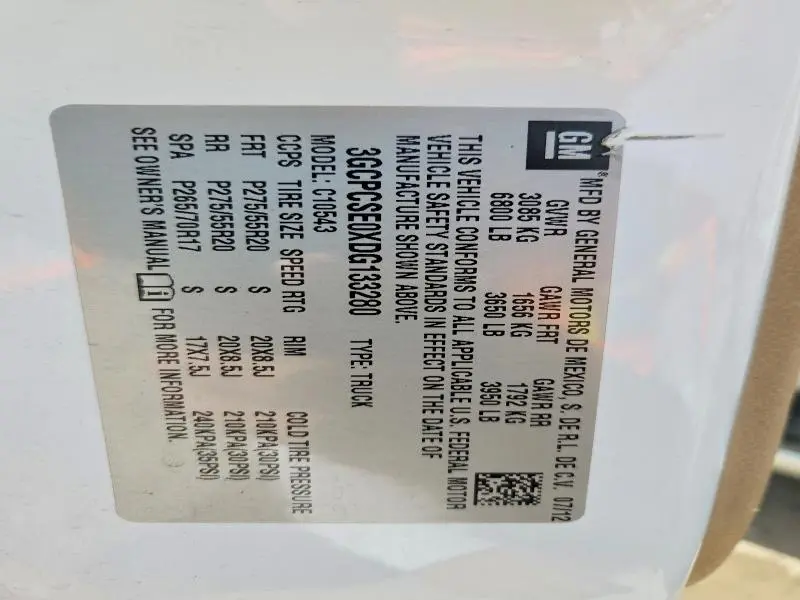 GM
MFD BY GENERAL MOTORS DE MEXICO, S. DE R.L. DE C.V. 07/12
GVWR GAWR FRT GAWR RR
3085 KG 1656 KG 1792 KG
6800 LB 3650 LB 3950 LB
THIS VEHICLE CONFORMS TO ALL APPLICABLE U.S. FEDERAL MOTOR
VEHICLE SAFETY STANDARDS IN EFFECT ON THE DATE OF
MANUFACTURE SHOWN ABOVE.
3GCPCSE0XDG133280 TYPE: TRUCK
MODEL: C10543
CCPS TIRE SIZE SPEED RTG RIM COLD TIRE PRESSURE
FRT P275/55R20 S 20X8.5J 210KPA(30PSI)
RR P275/55R20 S 20X8.5J 210KPA(30PSI)
SPA P265/70R17 S 17X7.5J 240KPA(35PSI)
SEE OWNER'S MANUAL FOR MORE INFORMATION.